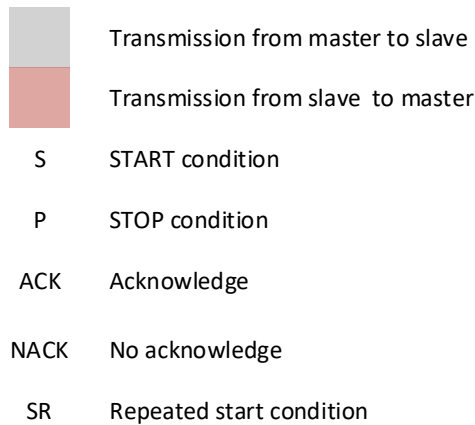 Transmission from master to slave
Transmission from slave to master
S START condition
P STOP condition
ACK Acknowledge
NACK No acknowledge
SR Repeated start condition